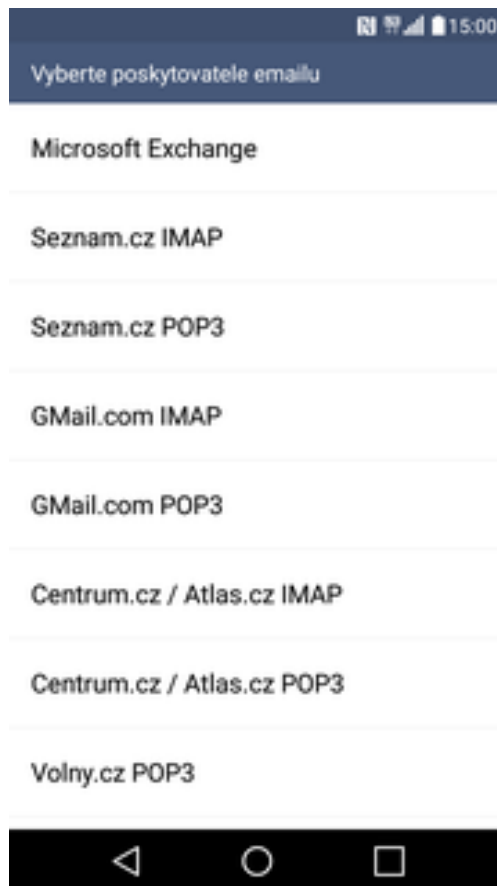 15:00
Vyberte poskytovatele emailu
Microsoft Exchange
Seznam.cz IMAP
Seznam.cz POP3
GMail.com IMAP
GMail.com POP3
Centrum.cz / Atlas.cz IMAP
Centrum.cz / Atlas.cz POP3
Volny.cz POP3